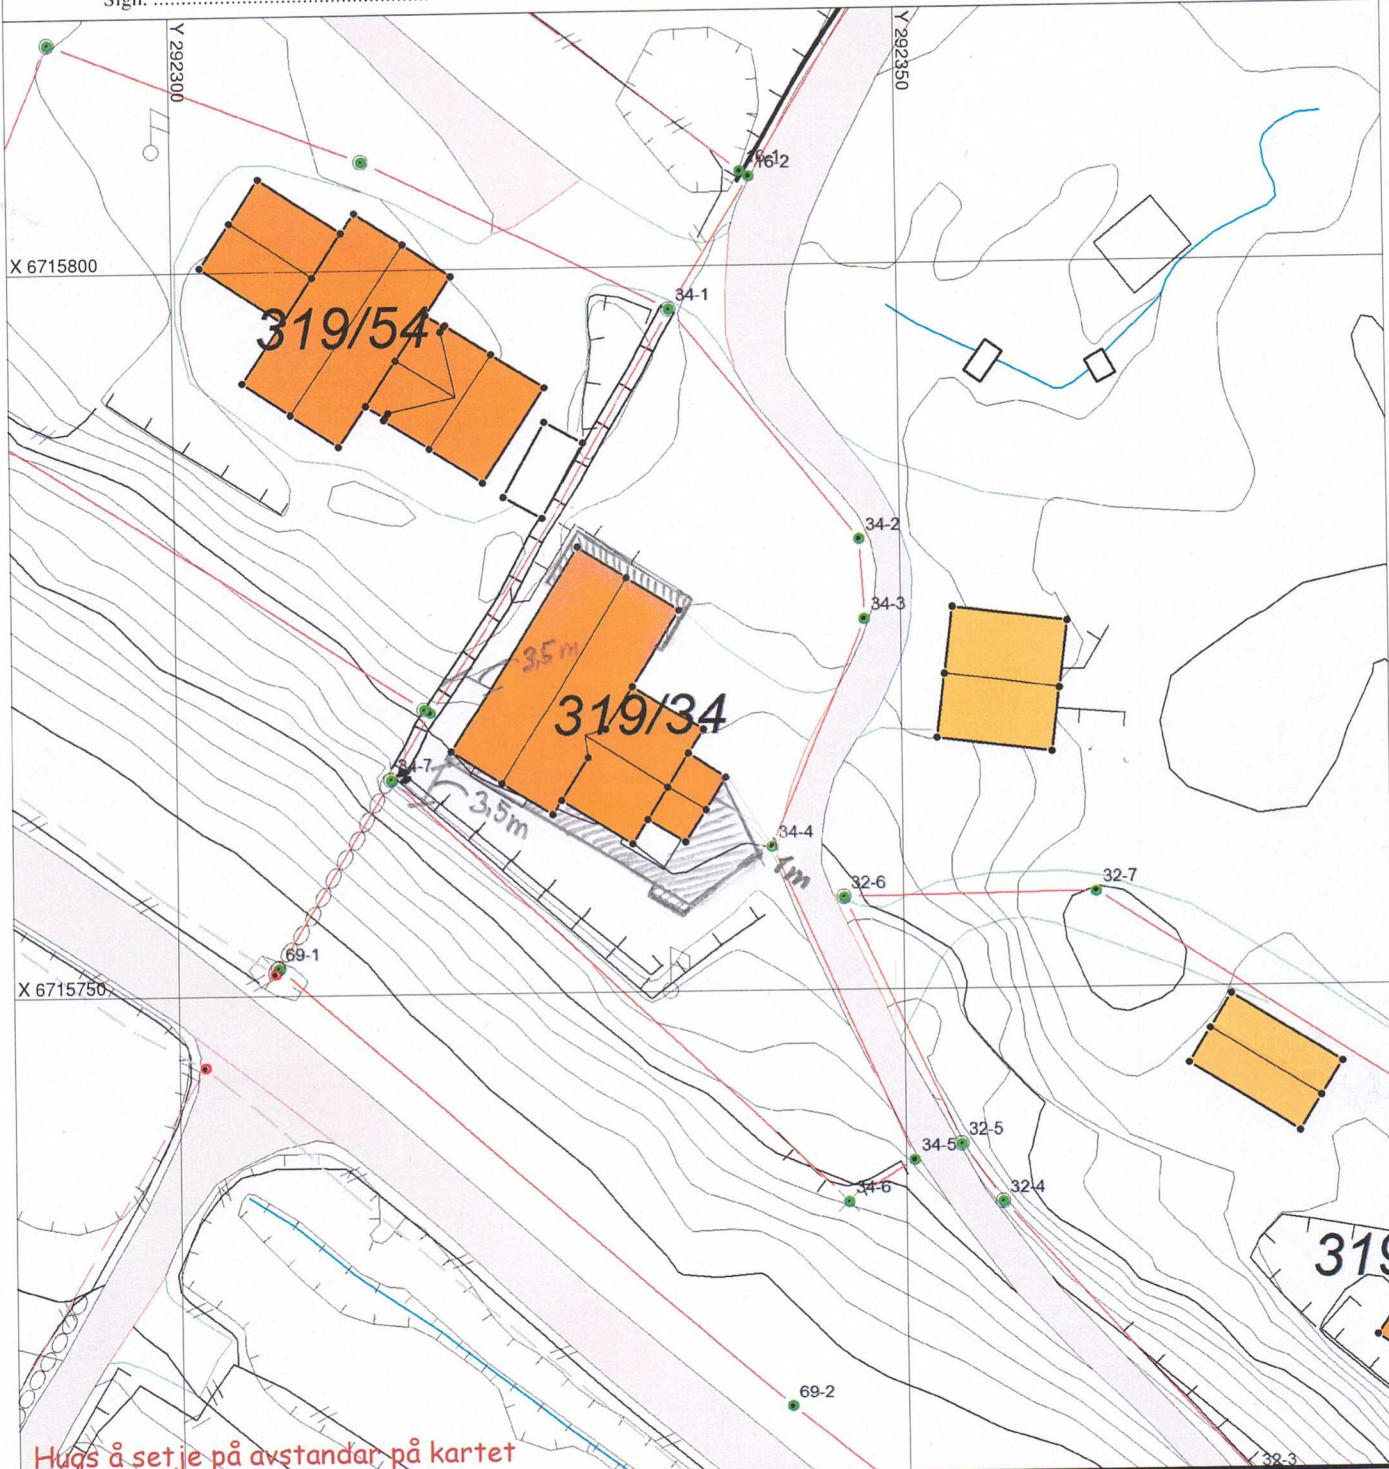 Sign. ........................................................
Y 292300
Y 292350
16-2
X 6715800
34-1
319/54
34-2
34-3
3,5m
319/34
34-7
3,5m
34-4
1m
32-6
32-7
69-1
X 6715750
32-5
34-5
34-6
32-4
319
69-2
Hugs å setje på avstandar på kartet
32-3